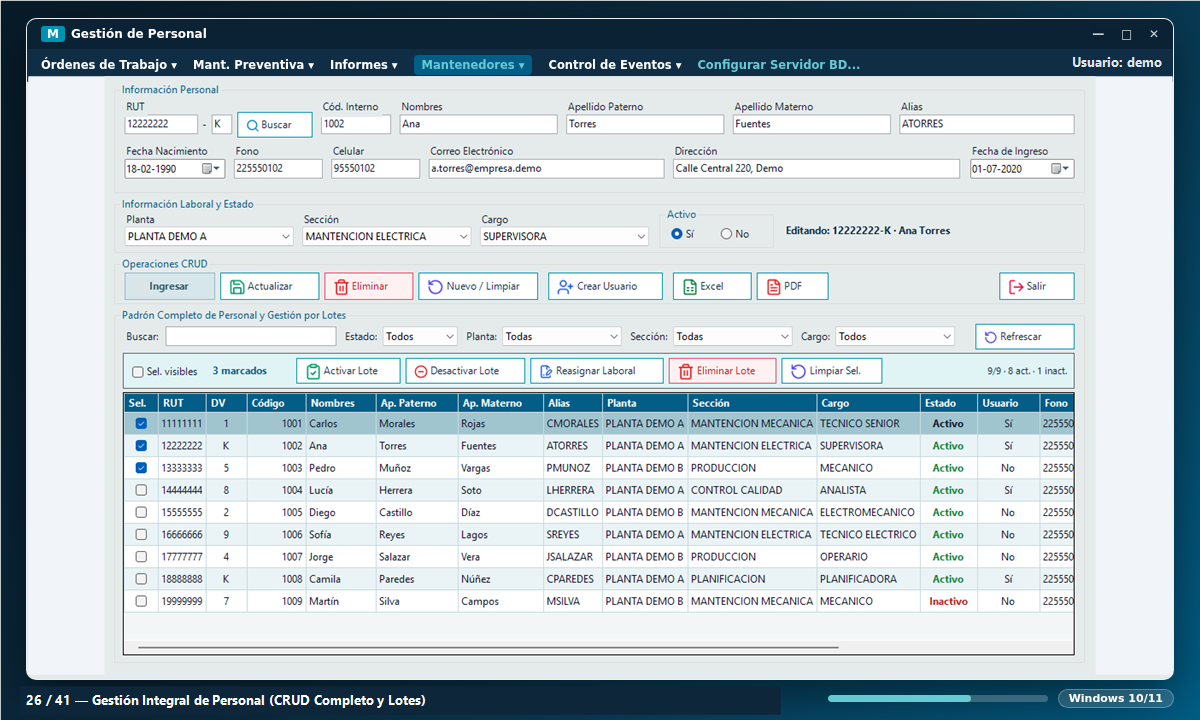 M Gestión de Personal
Órdenes de Trabajo ▾ Mant. Preventiva ▾ Informes ▾ Mantenedores ▾ Control de Eventos ▾ Configurar Servidor BD... Usuario: demo
Información Personal
RUT Cód. Interno Nombres Apellido Paterno Apellido Materno Alias
12222222 - K Buscar 1002 Ana Torres Fuentes ATORRES
Fecha Nacimiento Fono Celular Correo Electrónico Dirección Fecha de Ingreso
18-02-1990 225550102 95550102 a.torres@empresa.demo Calle Central 220, Demo 01-07-2020
Información Laboral y Estado
Planta Sección Cargo Activo
PLANTA DEMO A MANTENCION ELECTRICA SUPERVISORA Sí No Editando: 12222222-K · Ana Torres
Operaciones CRUD
Ingresar Actualizar Eliminar Nuevo / Limpiar Crear Usuario Excel PDF Salir
Padrón Completo de Personal y Gestión por Lotes
Buscar: Estado: Todos Planta: Todas Sección: Todas Cargo: Todos Refrescar
Sel. visibles 3 marcados Activar Lote Desactivar Lote Reasignar Laboral Eliminar Lote Limpiar Sel. 9/9 · 8 act. · 1 inact.
Sel. RUT DV Código Nombres Ap. Paterno Ap. Materno Alias Planta Sección Cargo Estado Usuario Fono
11111111 1 1001 Carlos Morales Rojas CMORALES PLANTA DEMO A MANTENCION MECANICA TECNICO SENIOR Activo Sí 225550
12222222 K 1002 Ana Torres Fuentes ATORRES PLANTA DEMO A MANTENCION ELECTRICA SUPERVISORA Activo Sí 225550
13333333 5 1003 Pedro Muñoz Vargas PMUNOZ PLANTA DEMO B PRODUCCION MECANICO Activo No 225550
14444444 8 1004 Lucía Herrera Soto LHERRERA PLANTA DEMO A CONTROL CALIDAD ANALISTA Activo Sí 225550
15555555 2 1005 Diego Castillo Díaz DCASTILLO PLANTA DEMO B MANTENCION MECANICA ELECTROMECANICO Activo No 225550
16666666 9 1006 Sofía Reyes Lagos SREYES PLANTA DEMO A MANTENCION ELECTRICA TECNICO ELECTRICO Activo No 225550
17777777 4 1007 Jorge Salazar Vera JSALAZAR PLANTA DEMO B PRODUCCION OPERARIO Activo No 225550
18888888 K 1008 Camila Paredes Núñez CPAREDES PLANTA DEMO A PLANIFICACION PLANIFICADORA Activo Sí 225550
19999999 7 1009 Martín Silva Campos MSILVA PLANTA DEMO B MANTENCION MECANICA MECANICO Inactivo No 225550
26 / 41 — Gestión Integral de Personal (CRUD Completo y Lotes) Windows 10/11